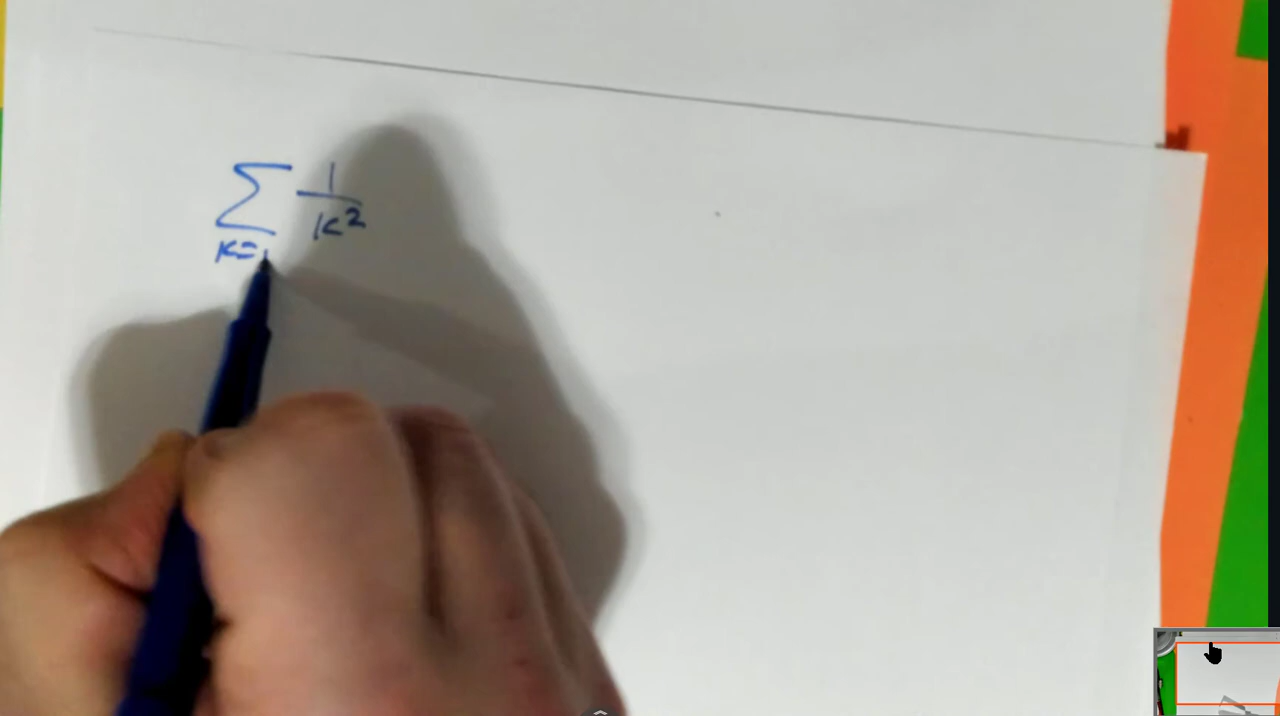 ∑ 1/k²
k=1